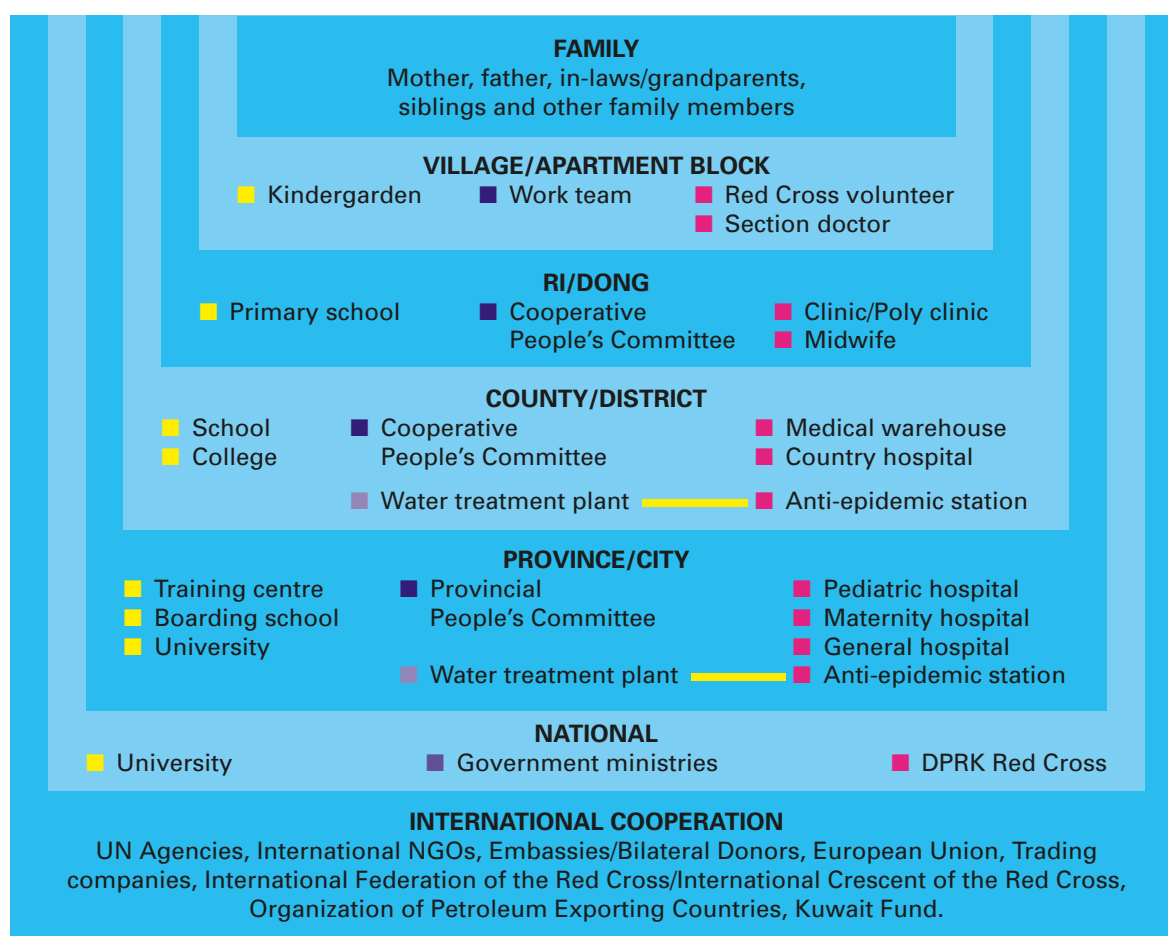 FAMILY
Mother, father, in-laws/grandparents,
siblings and other family members
VILLAGE/APARTMENT BLOCK
Kindergarden
Work team
Red Cross volunteer
Section doctor
RI/DONG
Primary school
Cooperative
People's Committee
Clinic/Poly clinic
Midwife
COUNTY/DISTRICT
School
College
Cooperative
People's Committee
Medical warehouse
Country hospital
Water treatment plant
Anti-epidemic station
PROVINCE/CITY
Training centre
Boarding school
University
Provincial
People's Committee
Pediatric hospital
Maternity hospital
General hospital
Water treatment plant
Anti-epidemic station
NATIONAL
University
Government ministries
DPRK Red Cross
INTERNATIONAL COOPERATION
UN Agencies, International NGOs, Embassies/Bilateral Donors, European Union, Trading
companies, International Federation of the Red Cross/International Crescent of the Red Cross,
Organization of Petroleum Exporting Countries, Kuwait Fund.